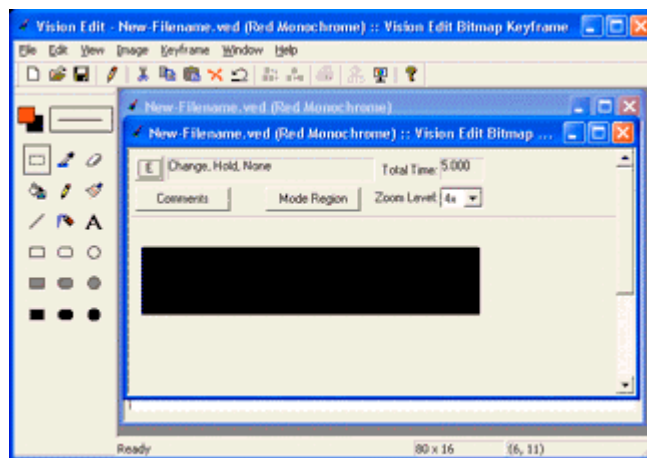 Vision Edit - New-Filename.ved (Red Monochrome) :: Vision Edit Bitmap Keyframe
File Edit View Image Keyframe Window Help
New-Filename.ved (Red Monochrome)
New-Filename.ved (Red Monochrome) :: Vision Edit Bitmap ...
E Change, Hold, None Total Time: 5.000
Comments Mode Region Zoom Level: 4x
A
Ready 80 x 16 (6, 11)